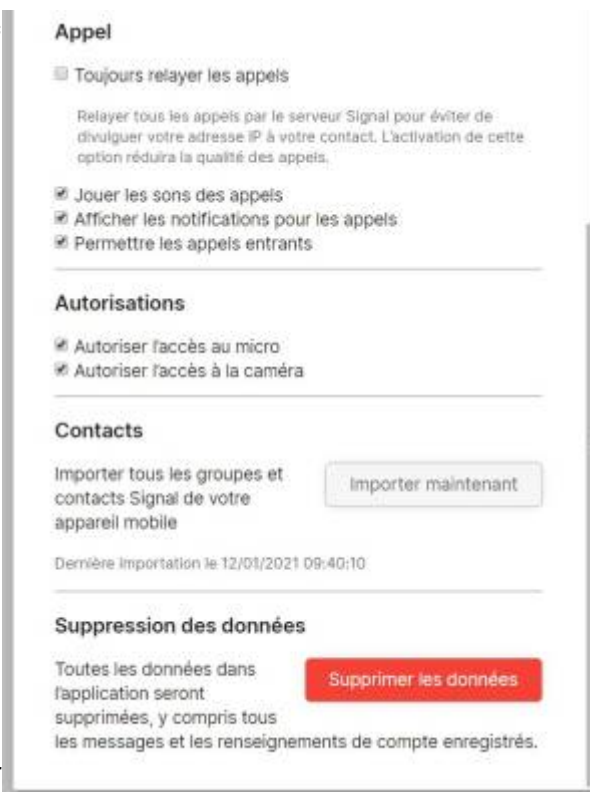 Appel
Toujours relayer les appels
Relayer tous les appels par le serveur Signal pour éviter de
divulguer votre adresse IP à votre contact. L'activation de cette
option réduira la qualité des appels.
Jouer les sons des appels
Afficher les notifications pour les appels
Permettre les appels entrants
Autorisations
Autoriser l'accès au micro
Autoriser l'accès à la caméra
Contacts
Importer tous les groupes et
contacts Signal de votre
appareil mobile
Importer maintenant
Dernière importation le 12/01/2021 09:40:10
Suppression des données
Toutes les données dans
l'application seront
supprimées, y compris tous
les messages et les renseignements de compte enregistrés.
Supprimer les données